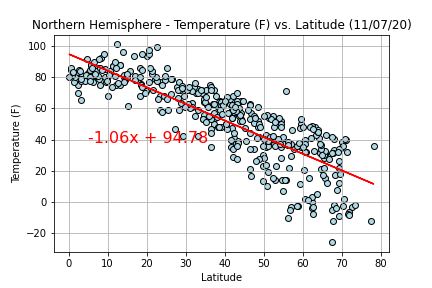 Northern Hemisphere - Temperature (F) vs. Latitude (11/07/20)
100
80
60
40
20
0
−20
Temperature (F)
-1.06x + 94.78
0 10 20 30 40 50 60 70 80
Latitude